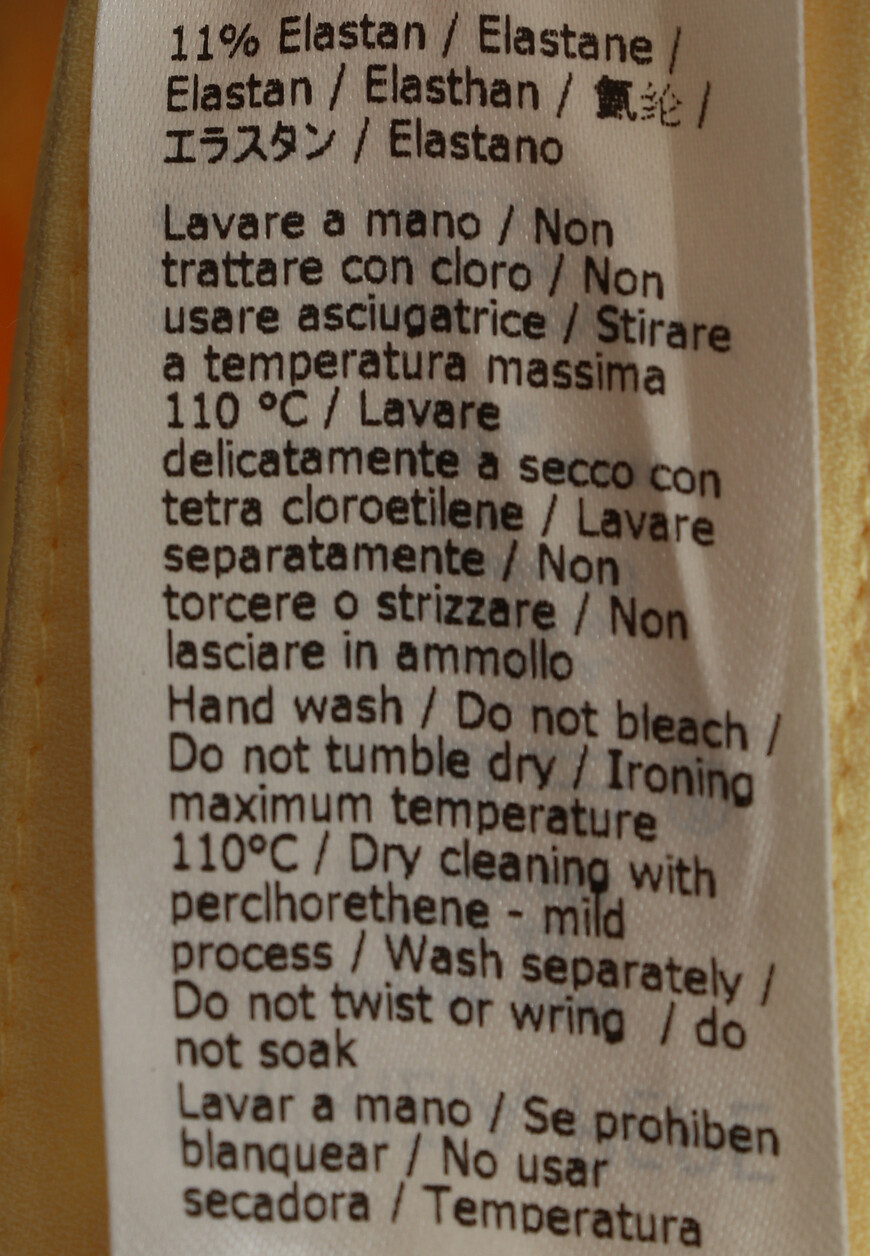 11% Elastan / Elastane /
Elastan / Elasthan / 氨纶 /
エラスタン / Elastano
Lavare a mano / Non
trattare con cloro / Non
usare asciugatrice / Stirare
a temperatura massima
110 °C / Lavare
delicatamente a secco con
tetra cloroetilene / Lavare
separatamente / Non
torcere o strizzare / Non
lasciare in ammollo
Hand wash / Do not bleach /
Do not tumble dry / Ironing
maximum temperature
110°C / Dry cleaning with
perclhorethene - mild
process / Wash separately /
Do not twist or wring / do
not soak
Lavar a mano / Se prohiben
blanquear / No usar
secadora / Temperatura